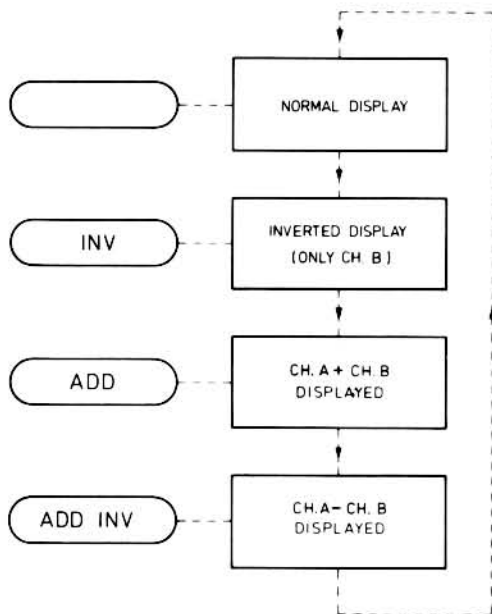 NORMAL DISPLAY
INV
INVERTED DISPLAY
(ONLY CH. B)
ADD
CH. A + CH. B
DISPLAYED
ADD INV
CH.A - CH. B
DISPLAYED